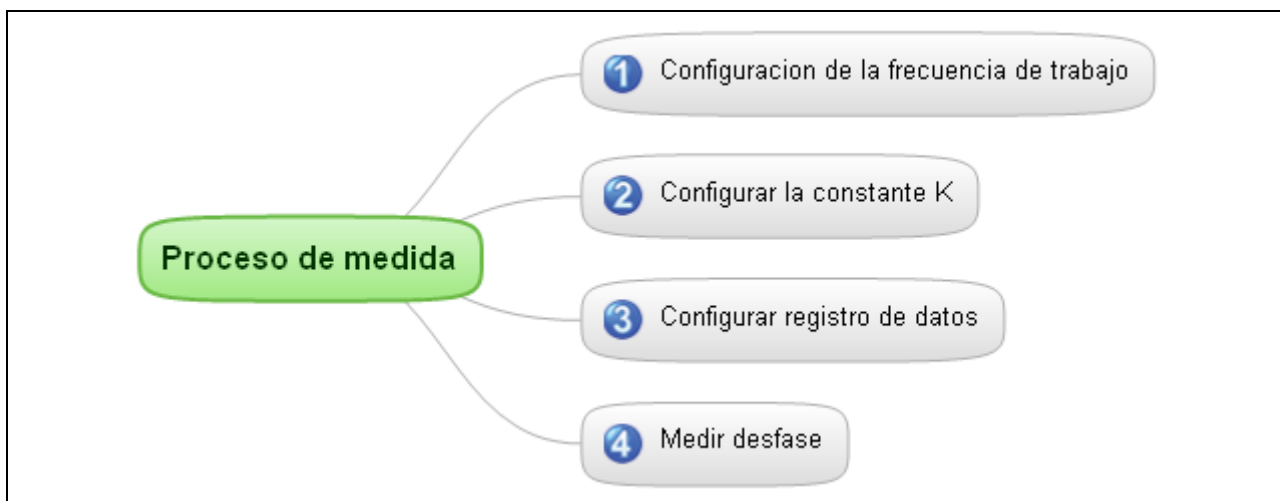 Proceso de medida
1 Configuracion de la frecuencia de trabajo
2 Configurar la constante K
3 Configurar registro de datos
4 Medir desfase